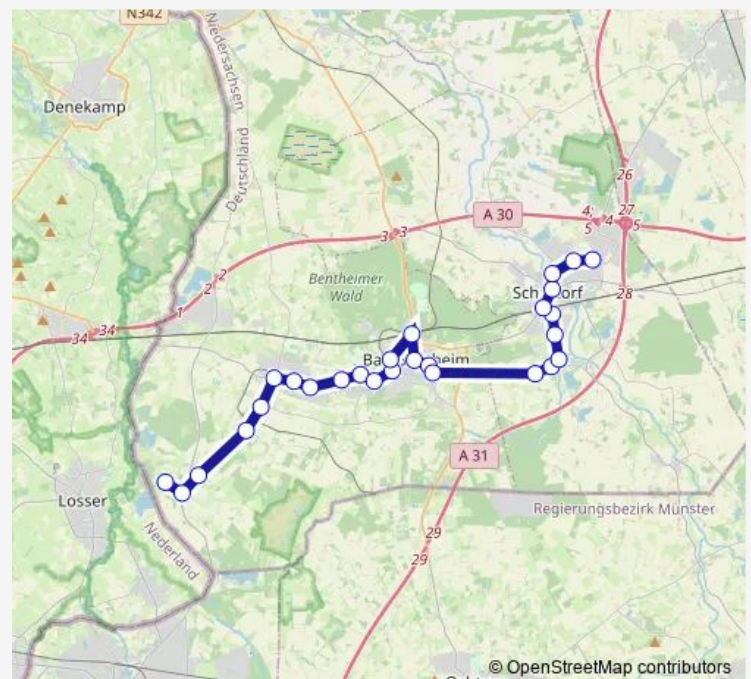 N342
Niedersachsen
Denekamp
Deutschland
26
A 30
4;
5
4
27
5
3
3
2
Bentheimer
Wald
2
28
1
34
34
A 31
Losser
Regierungsbezirk Münster
Nederland
29
29
© OpenStreetMap contributors